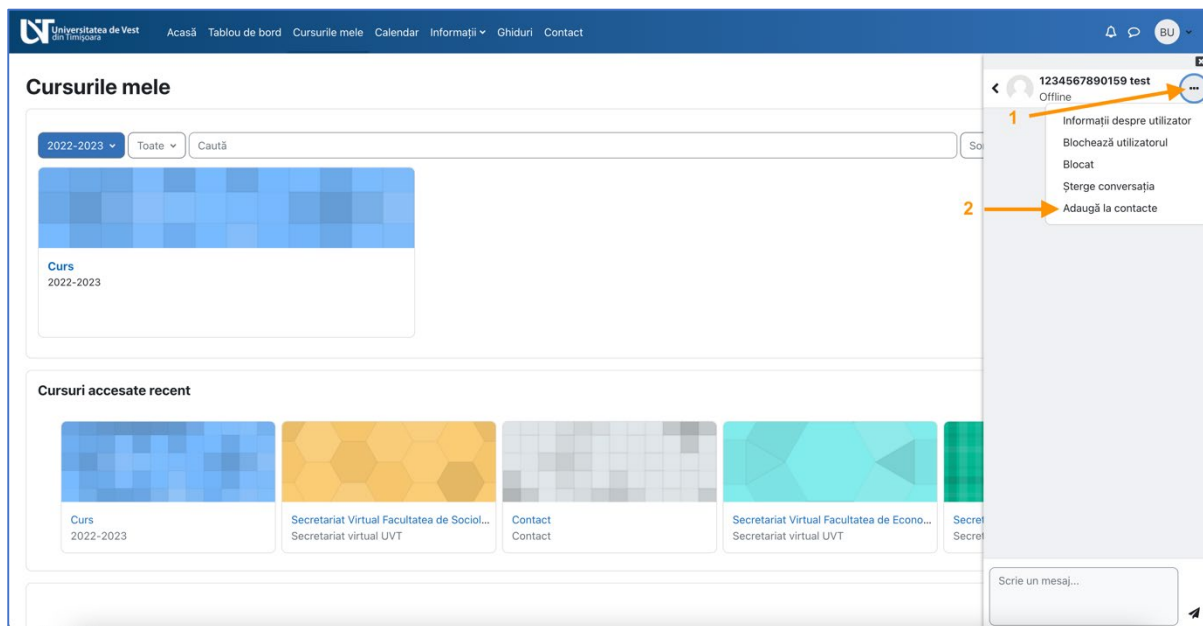 Universitatea de Vest
din Timișoara
Acasă Tablou de bord Cursurile mele Calendar Informații Ghiduri Contact
BU
Cursurile mele
2022-2023 Toate Caută
Curs
2022-2023
1234567890159 test
Offline
1
Informații despre utilizator
Blochează utilizatorul
Blocat
Șterge conversația
2 Adaugă la contacte
Cursuri accesate recent
Curs
2022-2023
Secretariat Virtual Facultatea de Sociol...
Secretariat virtual UVT
Contact
Contact
Secretariat Virtual Facultatea de Econo...
Secretariat virtual UVT
Scrie un mesaj...